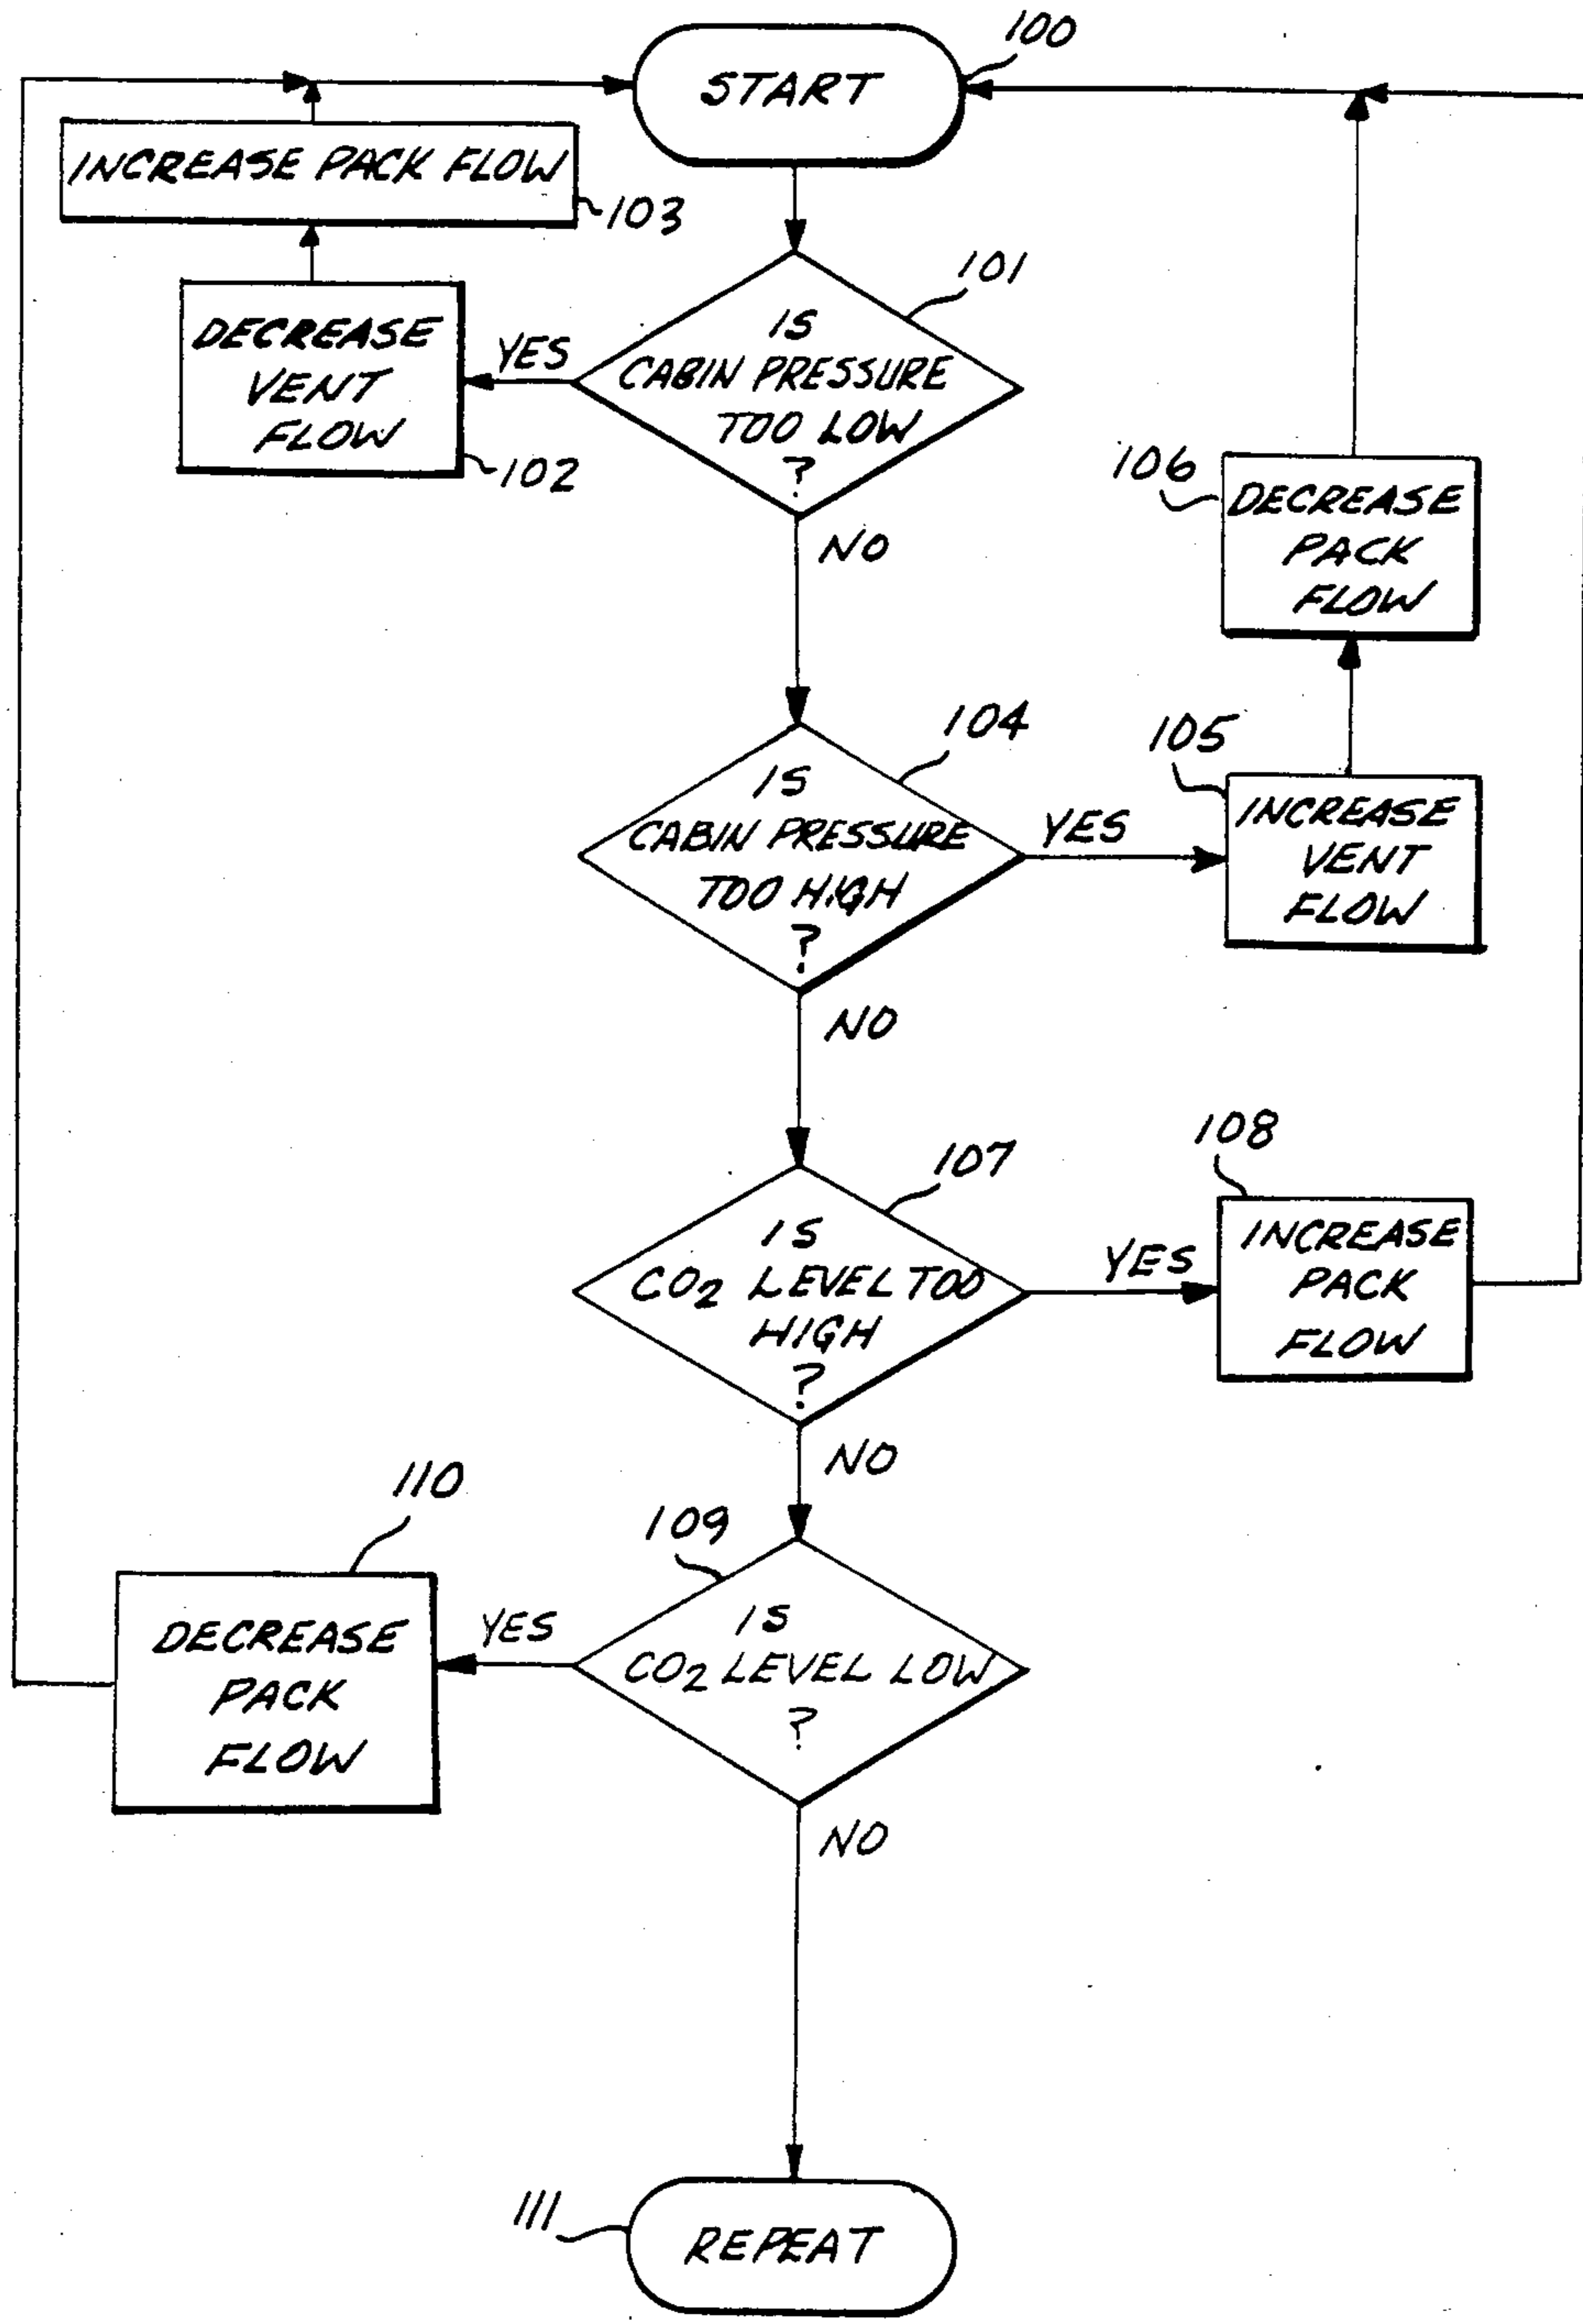 100
START
INCREASE PACK FLOW
103
101
IS
CABIN PRESSURE
TOO LOW
?
YES
DECREASE
VENT
FLOW
102
NO
106
DECREASE
PACK
FLOW
104
IS
CABIN PRESSURE
TOO HIGH
?
YES
105
INCREASE
VENT
FLOW
NO
107
IS
CO2 LEVEL TOO
HIGH
?
YES
108
INCREASE
PACK
FLOW
NO
109
IS
CO2 LEVEL LOW
?
YES
110
DECREASE
PACK
FLOW
NO
111
REPEAT